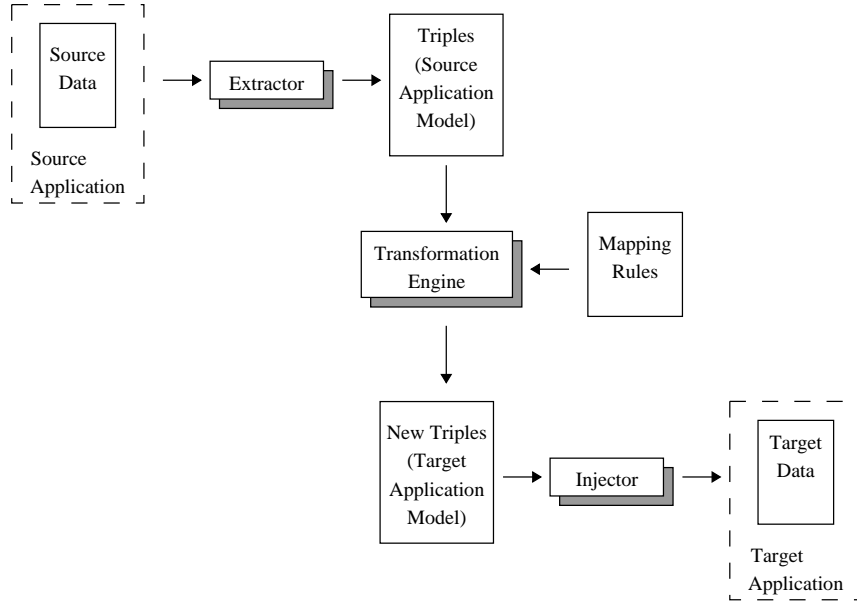 Source
Data
Source
Application
Extractor
Triples
(Source
Application
Model)
Transformation
Engine
Mapping
Rules
New Triples
(Target
Application
Model)
Injector
Target
Data
Target
Application